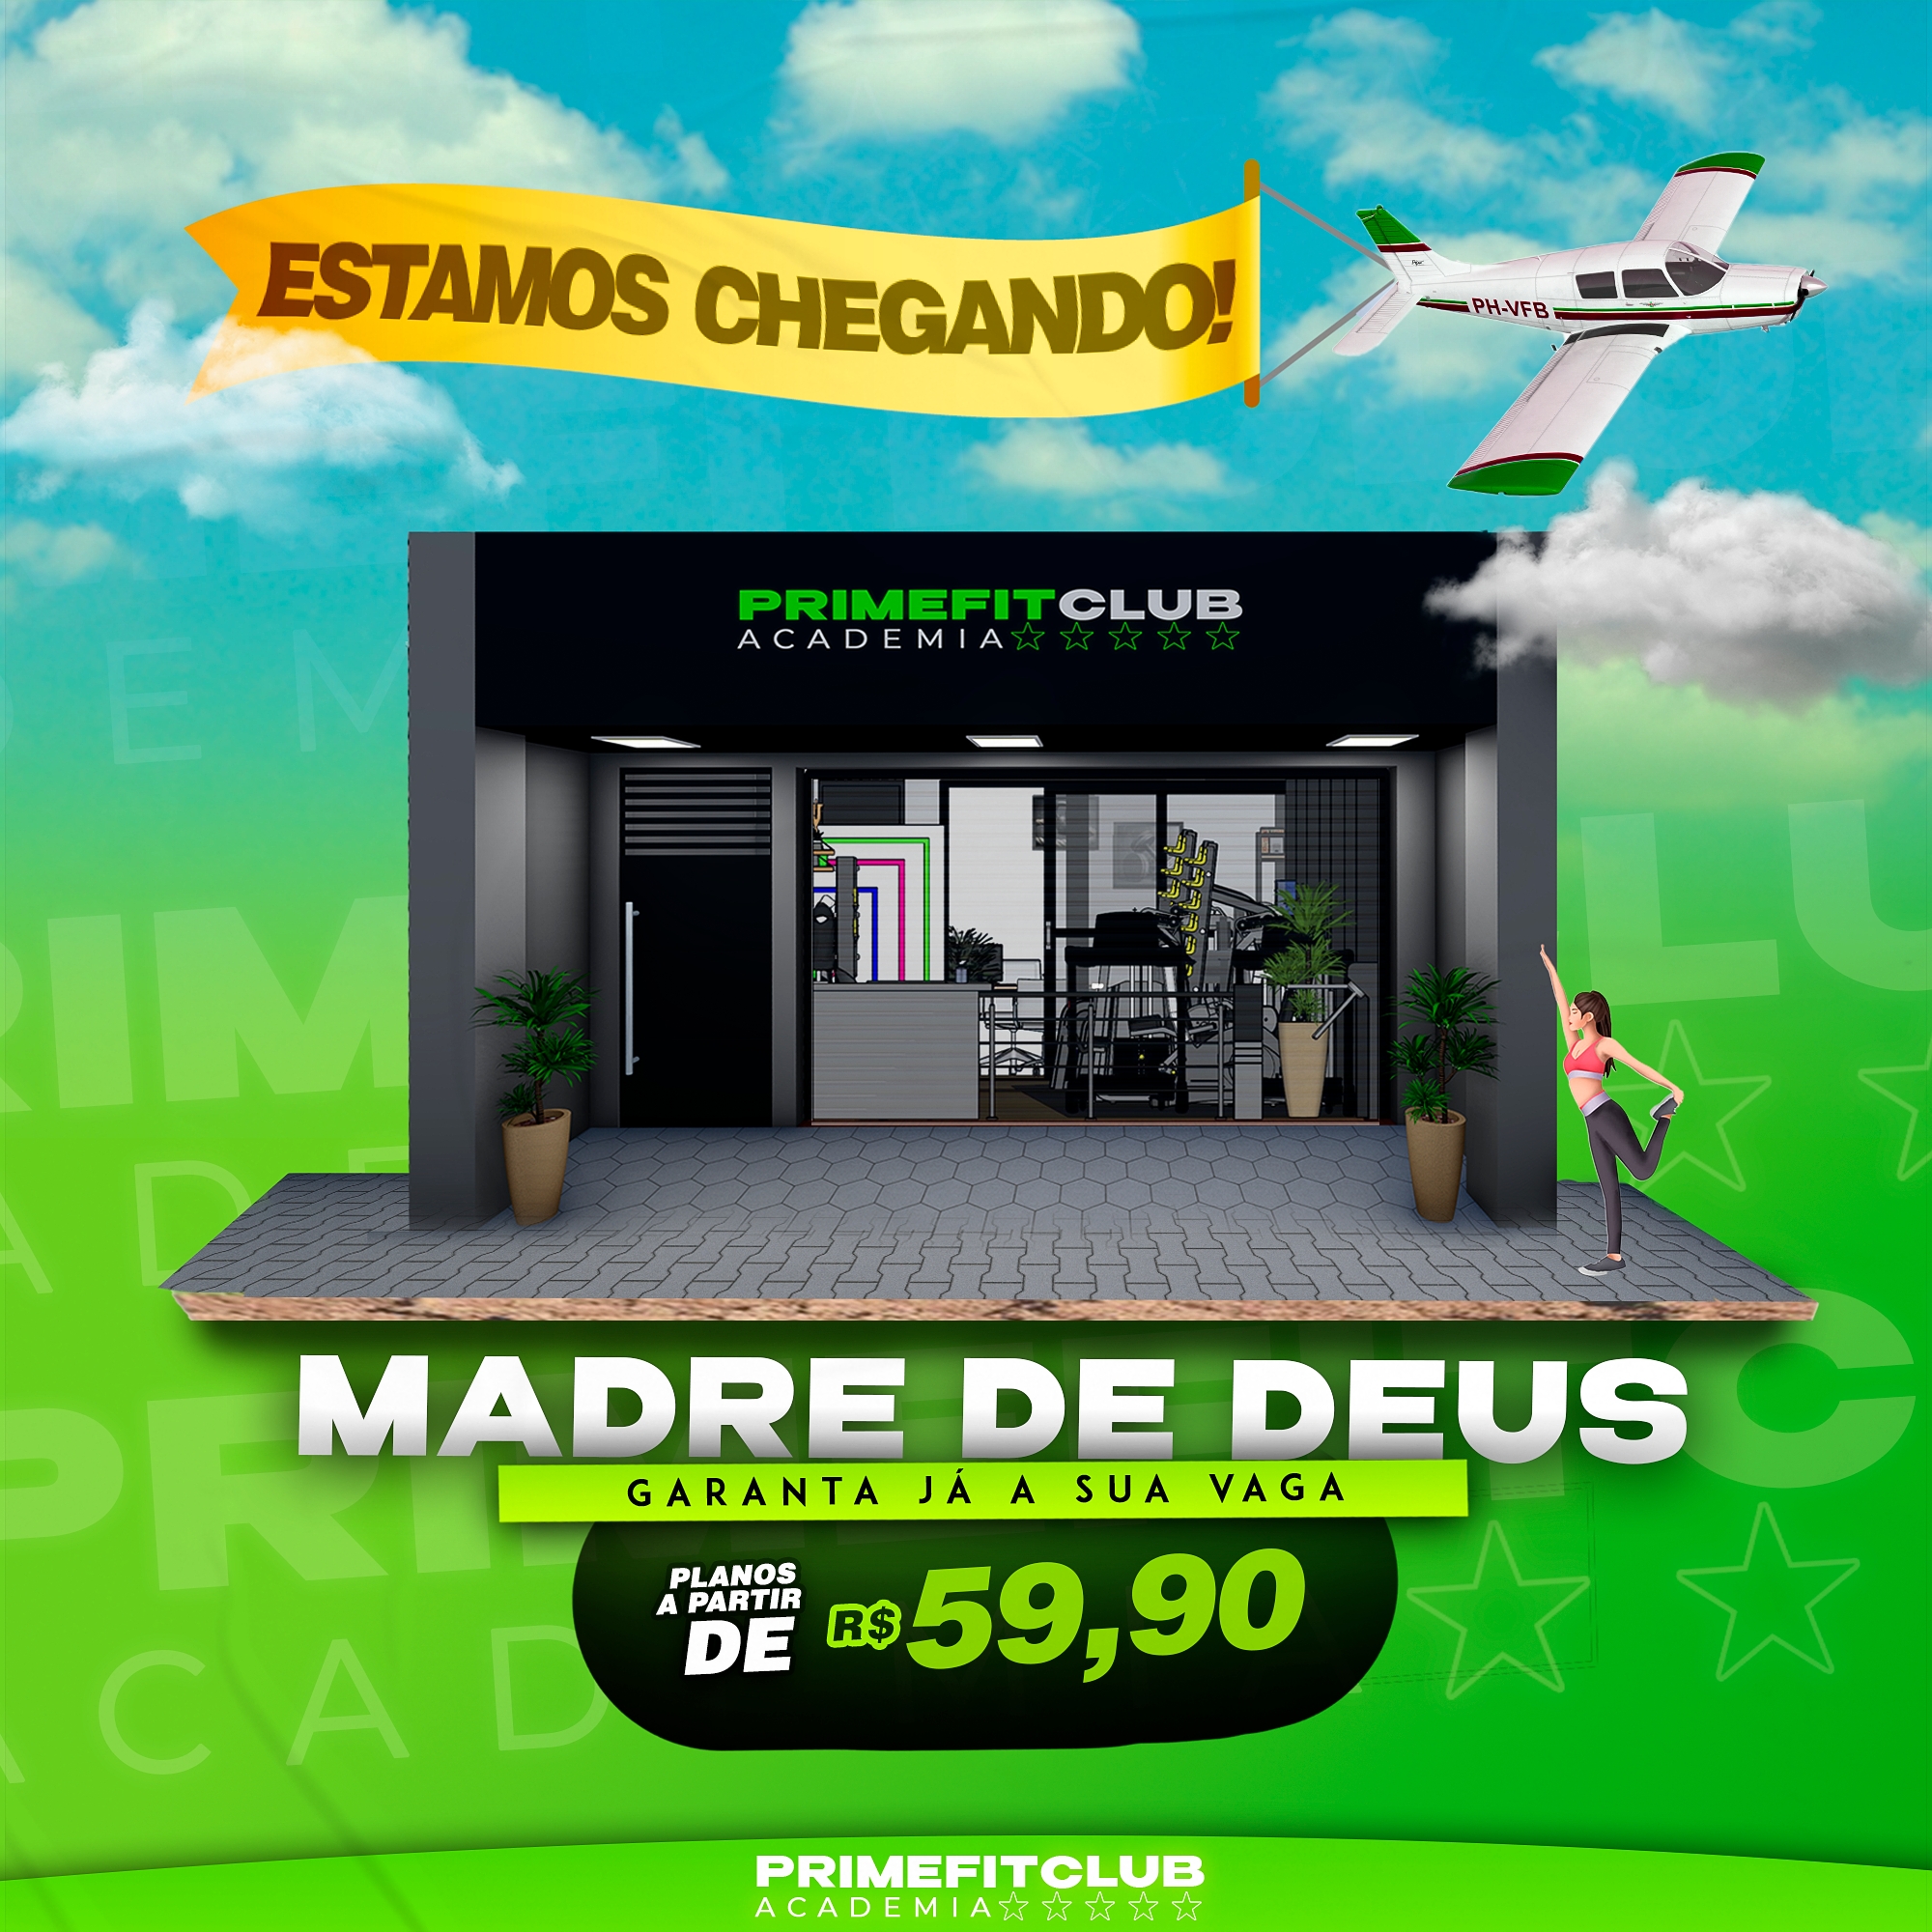 ESTAMOS CHEGANDO!
PH-VFB
PRIMEFITCLUB
ACADEMIA☆☆☆☆☆
MADRE DE DEUS
GARANTA JÁ A SUA VAGA
PLANOS
A PARTIR
DE
R$59,90
PRIMEFITCLUB
ACADEMIA☆☆☆☆☆